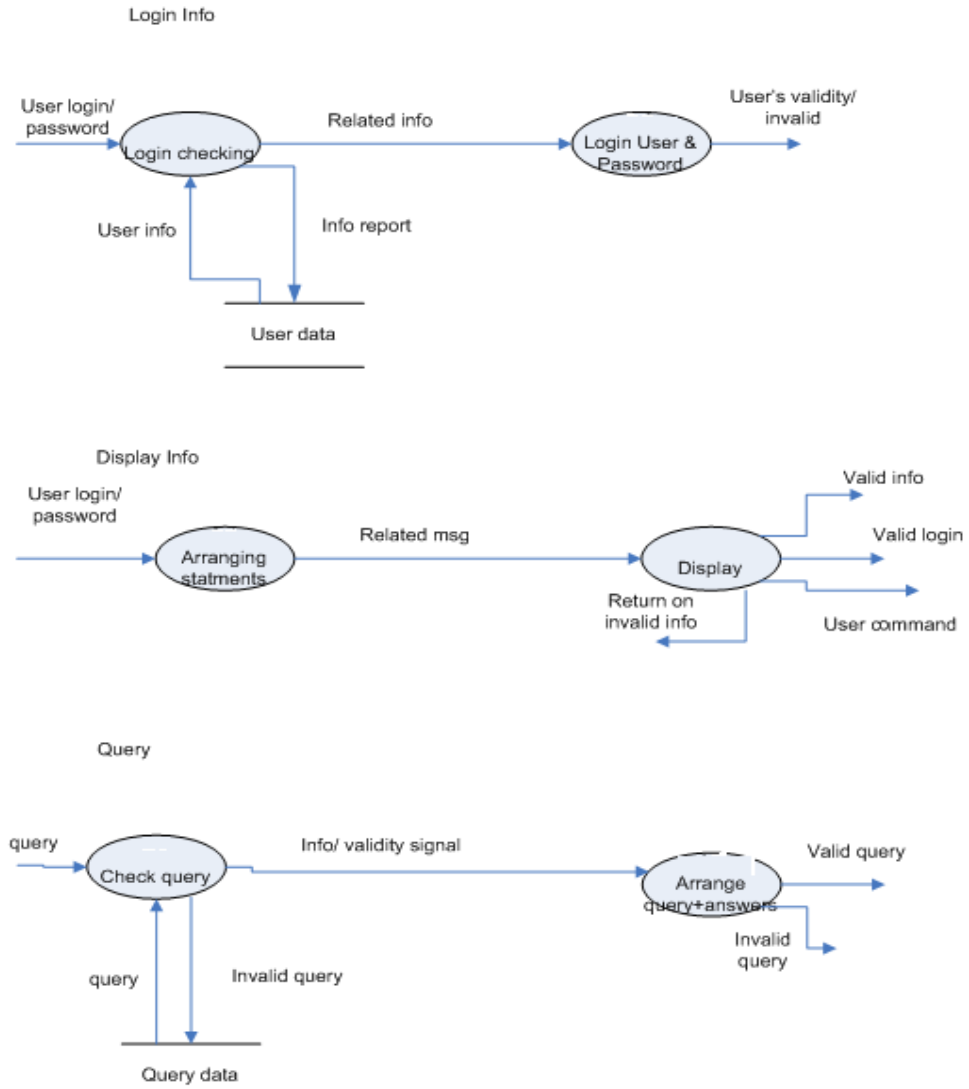 Login Info
User login/
password
Login checking
Related info
Login User &
Password
User's validity/
invalid
User info
Info report
User data
Display Info
User login/
password
Arranging
statments
Related msg
Display
Valid info
Valid login
User command
Return on
invalid info
Query
query
Check query
Info/ validity signal
Arrange
query+answers
Valid query
Invalid
query
query
Invalid query
Query data